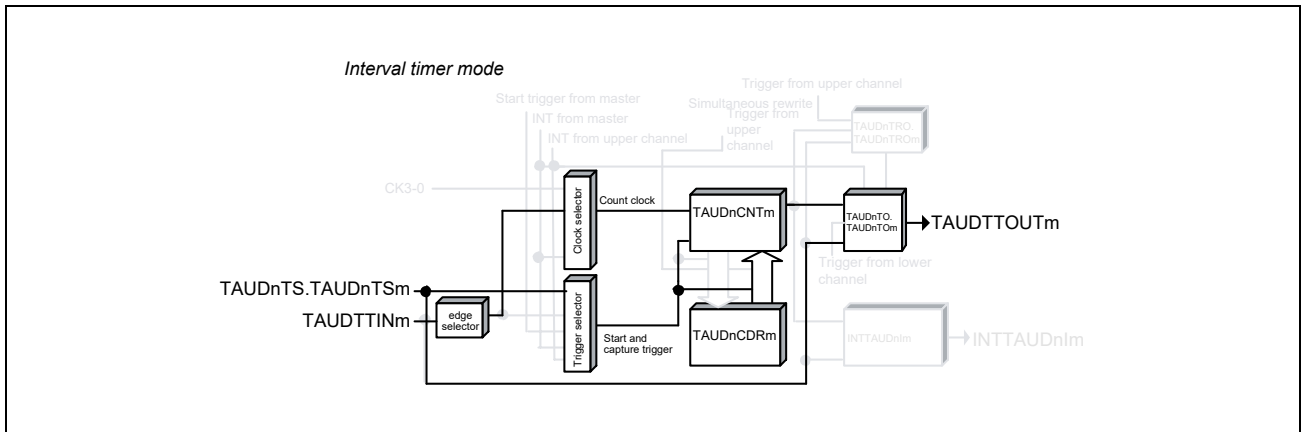 Interval timer mode
Trigger from upper channel
Start trigger from master
Simultaneous rewrite
INT from master
Trigger from
upper
channel
INT from upper channel
TAUDnTRO.
TAUDnTROm
CK3-0
Clock selector
Count clock
TAUDnCNTm
TAUDnTO.
TAUDnTOm
TAUDTTOUTm
Trigger from lower
channel
TAUDnTS.TAUDnTSm
TAUDTTINm
edge
selector
Trigger selector
Start and
capture trigger
TAUDnCDRm
INTTAUDnIm
INTTAUDnIm